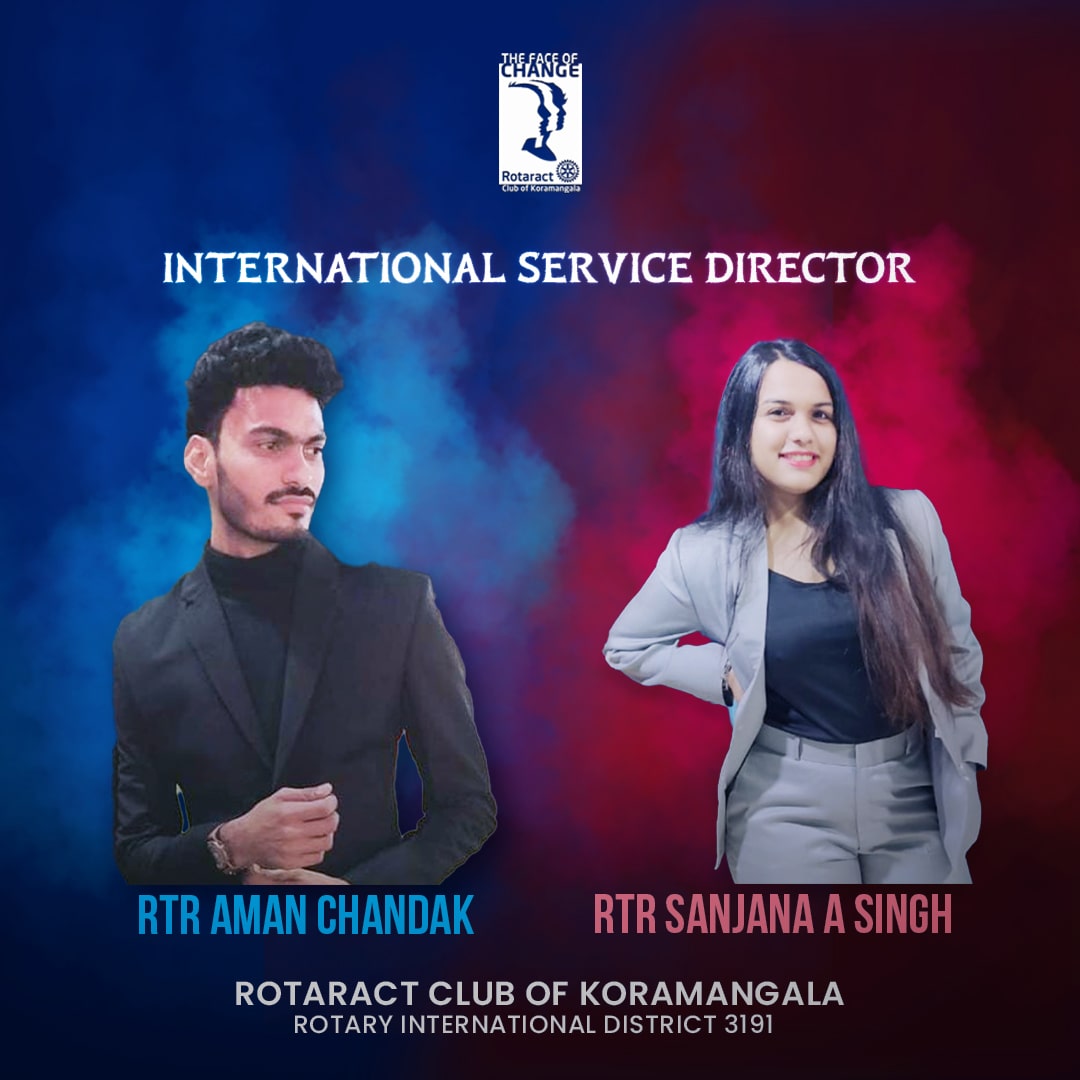 THE FACE OF
CHANGE
Rotaract
Club of Koramangala
INTERNATIONAL SERVICE DIRECTOR
RTR AMAN CHANDAK
RTR SANJANA A SINGH
ROTARACT CLUB OF KORAMANGALA
ROTARY INTERNATIONAL DISTRICT 3191